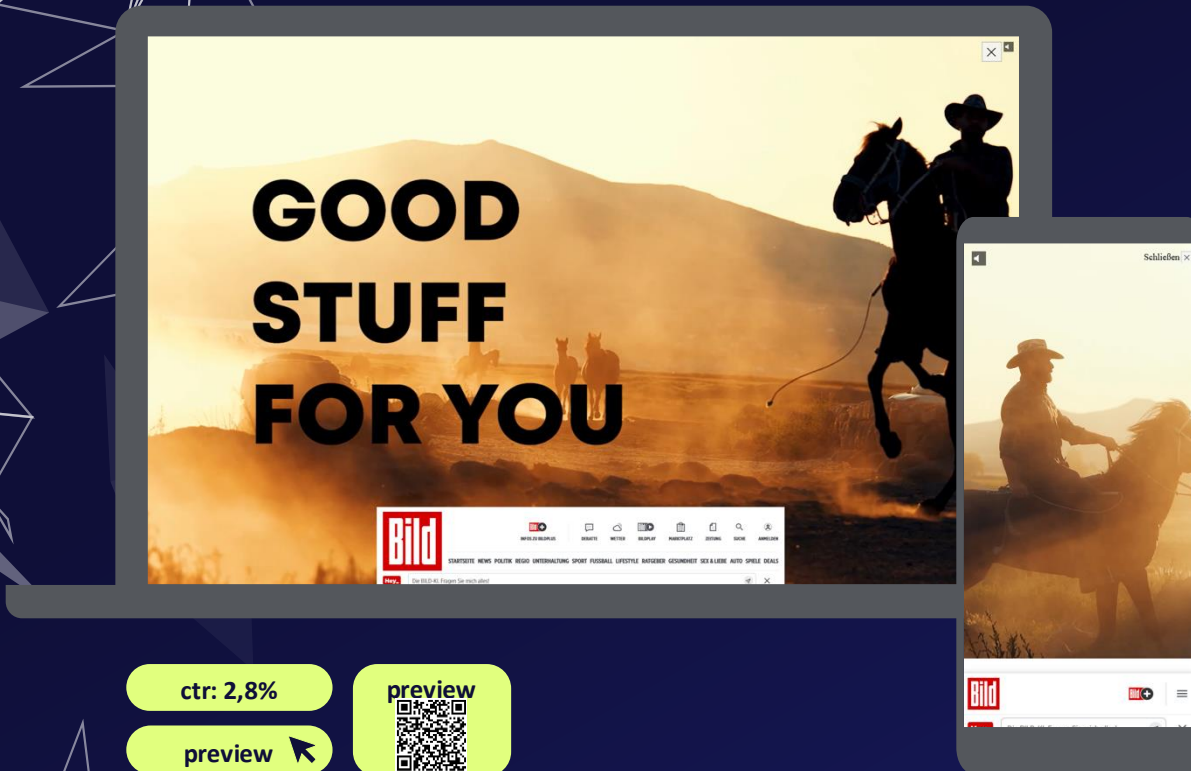 GOOD
STUFF
FOR YOU
Bild
INFOS ZU BILDPLUS DEBATTE WETTER BILDPLAY MARKTPLATZ ZEITUNG SUCHE ANMELDEN
STARTSEITE NEWS POLITIK REGIO UNTERHALTUNG SPORT FUSSBALL LIFESTYLE RATGEBER GESUNDHEIT SEX & LIEBE AUTO SPIELE DEALS
Hey_ Die BILD-KI. Fragen Sie mich alles!
Schließen
Bild
ctr: 2,8%
preview
preview